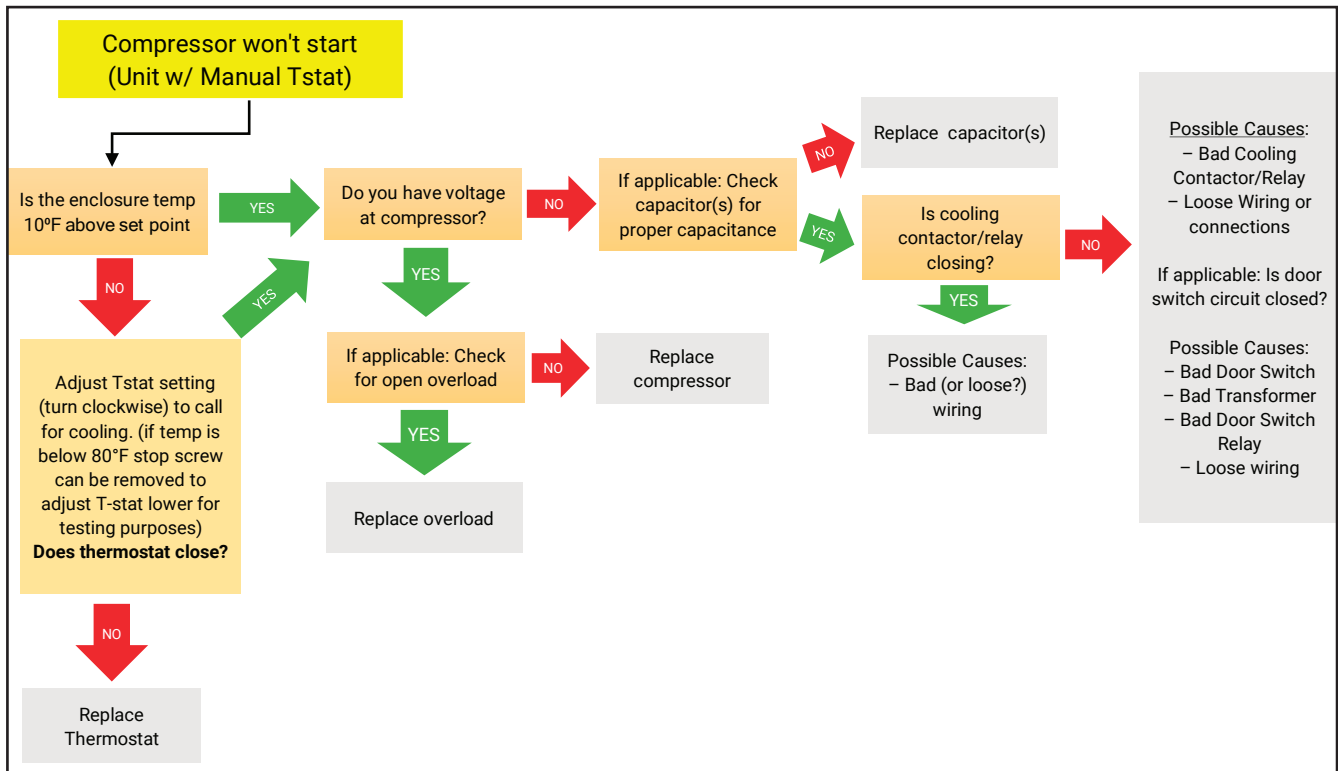 Compressor won't start
(Unit w/ Manual Tstat)
Is the enclosure temp
10ºF above set point
YES
NO
Adjust Tstat setting
(turn clockwise) to call
for cooling. (if temp is
below 80°F stop screw
can be removed to
adjust T-stat lower for
testing purposes)
Does thermostat close?
YES
NO
Replace
Thermostat
Do you have voltage
at compressor?
NO
YES
If applicable: Check
for open overload
NO
Replace
compressor
YES
Replace overload
If applicable: Check
capacitor(s) for
proper capacitance
NO
Replace capacitor(s)
YES
Is cooling
contactor/relay
closing?
YES
Possible Causes:
– Bad (or loose?)
wiring
NO
Possible Causes:
– Bad Cooling
Contactor/Relay
– Loose Wiring or
connections
If applicable: Is door
switch circuit closed?
Possible Causes:
– Bad Door Switch
– Bad Transformer
– Bad Door Switch
Relay
– Loose wiring